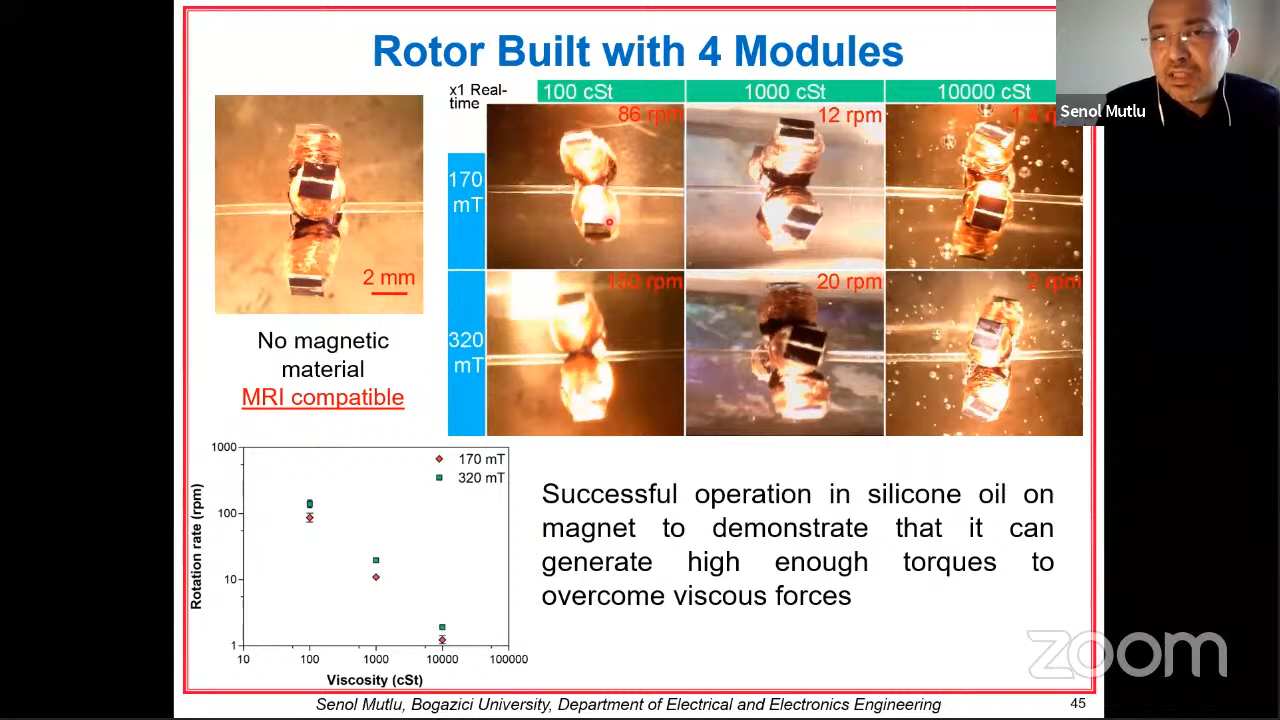 Rotor Built with 4 Modules
x1 Real-
time
100 cSt
1000 cSt
10000 cSt
Senol Mutlu
86 rpm
12 rpm
170
mT
2 mm
150 rpm
20 rpm
2 rpm
320
mT
No magnetic
material
MRI compatible
1000
100
10
1
Rotation rate (rpm)
170 mT
320 mT
10
100
1000
10000
100000
Viscosity (cSt)
Successful operation in silicone oil on
magnet to demonstrate that it can
generate high enough torques to
overcome viscous forces
zoom
Senol Mutlu, Bogazici University, Department of Electrical and Electronics Engineering
45